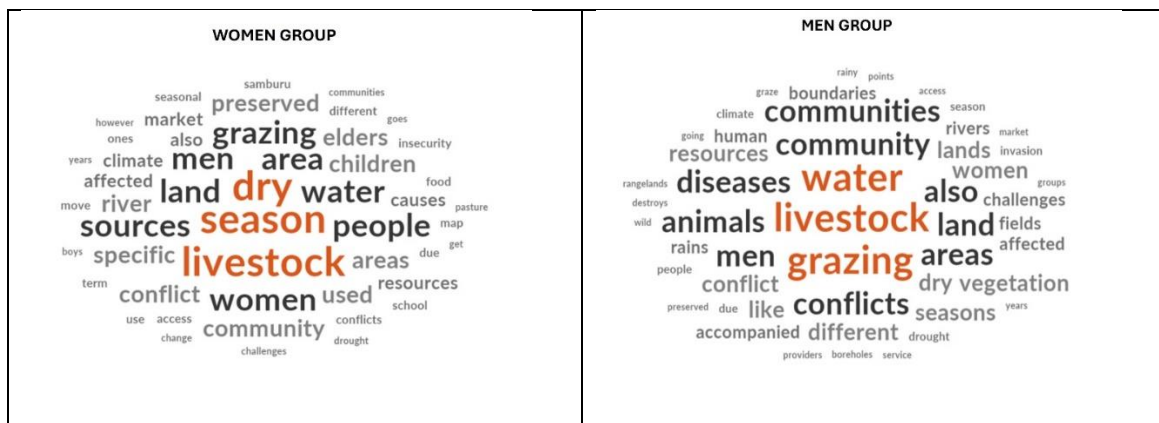 WOMEN GROUP
samburu
seasonal preserved communities
different
however market grazing elders goes
ones also insecurity
years climate men area children
affected land dry water food
move river causes pasture
sources season people map
boys specific livestock areas due get
term conflict women used resources
school
use access community conflicts
change drought
challenges
MEN GROUP
rainy points
graze boundaries access
climate communities season
going human community rivers market
resources lands invasion
rangelands diseases water women groups
destroys also challenges
wild animals livestock land fields
rains men grazing areas affected
people conflict dry vegetation
preserved due like conflicts seasons years
accompanied different drought
providers boreholes service